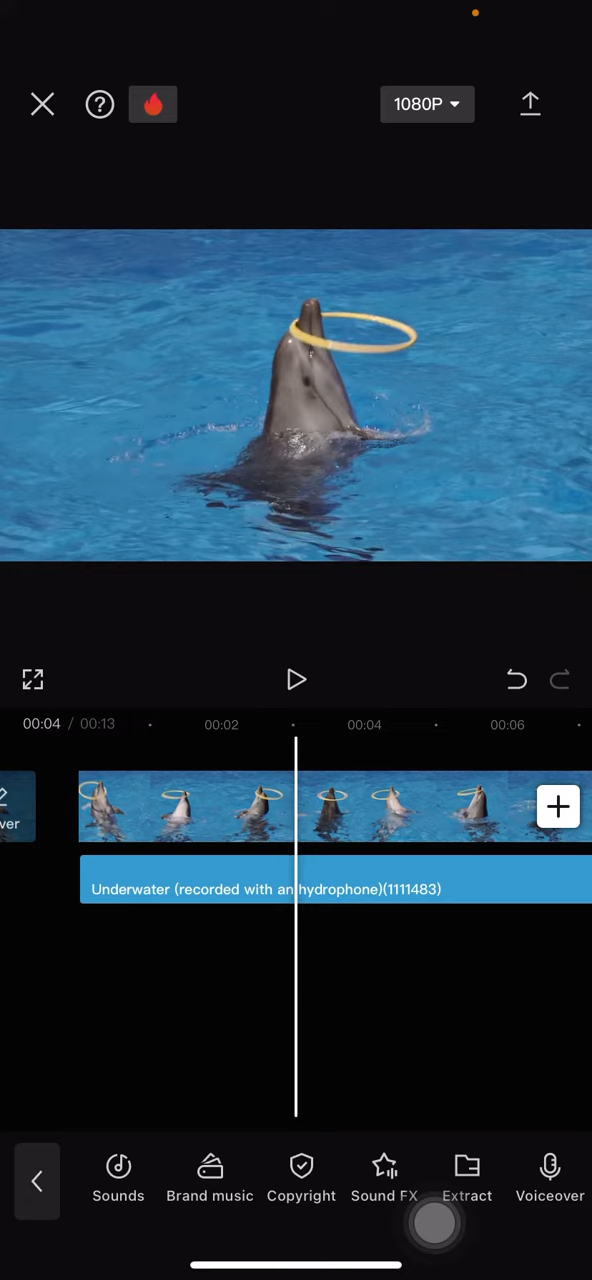 1080P
00:04 / 00:13
00:02
00:04
00:06
ver
Underwater (recorded with an hydrophone)(1111483)
Sounds
Brand music
Copyright
Sound FX
Extract
Voiceover